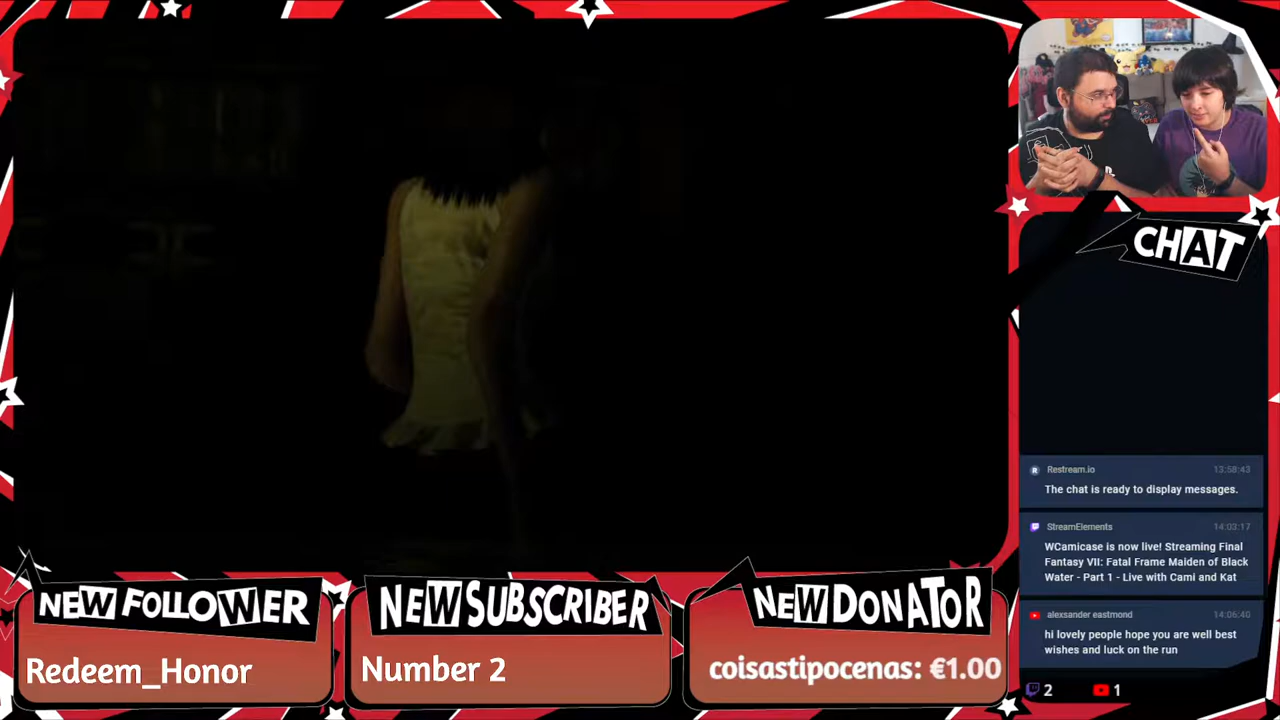 CHAT
Restream.io 13:58:43
The chat is ready to display messages.
StreamElements 14:03:17
WCamicase is now live! Streaming Final
Fantasy VII: Fatal Frame Maiden of Black
Water - Part 1 - Live with Cami and Kat
alexsander eastmond 14:06:40
hi lovely people hope you are well best
wishes and luck on the run
2 1
NEW FOLLOWER
Redeem_Honor
NEW SUBSCRIBER
Number 2
NEW DONATOR
coisastipocenas: €1.00